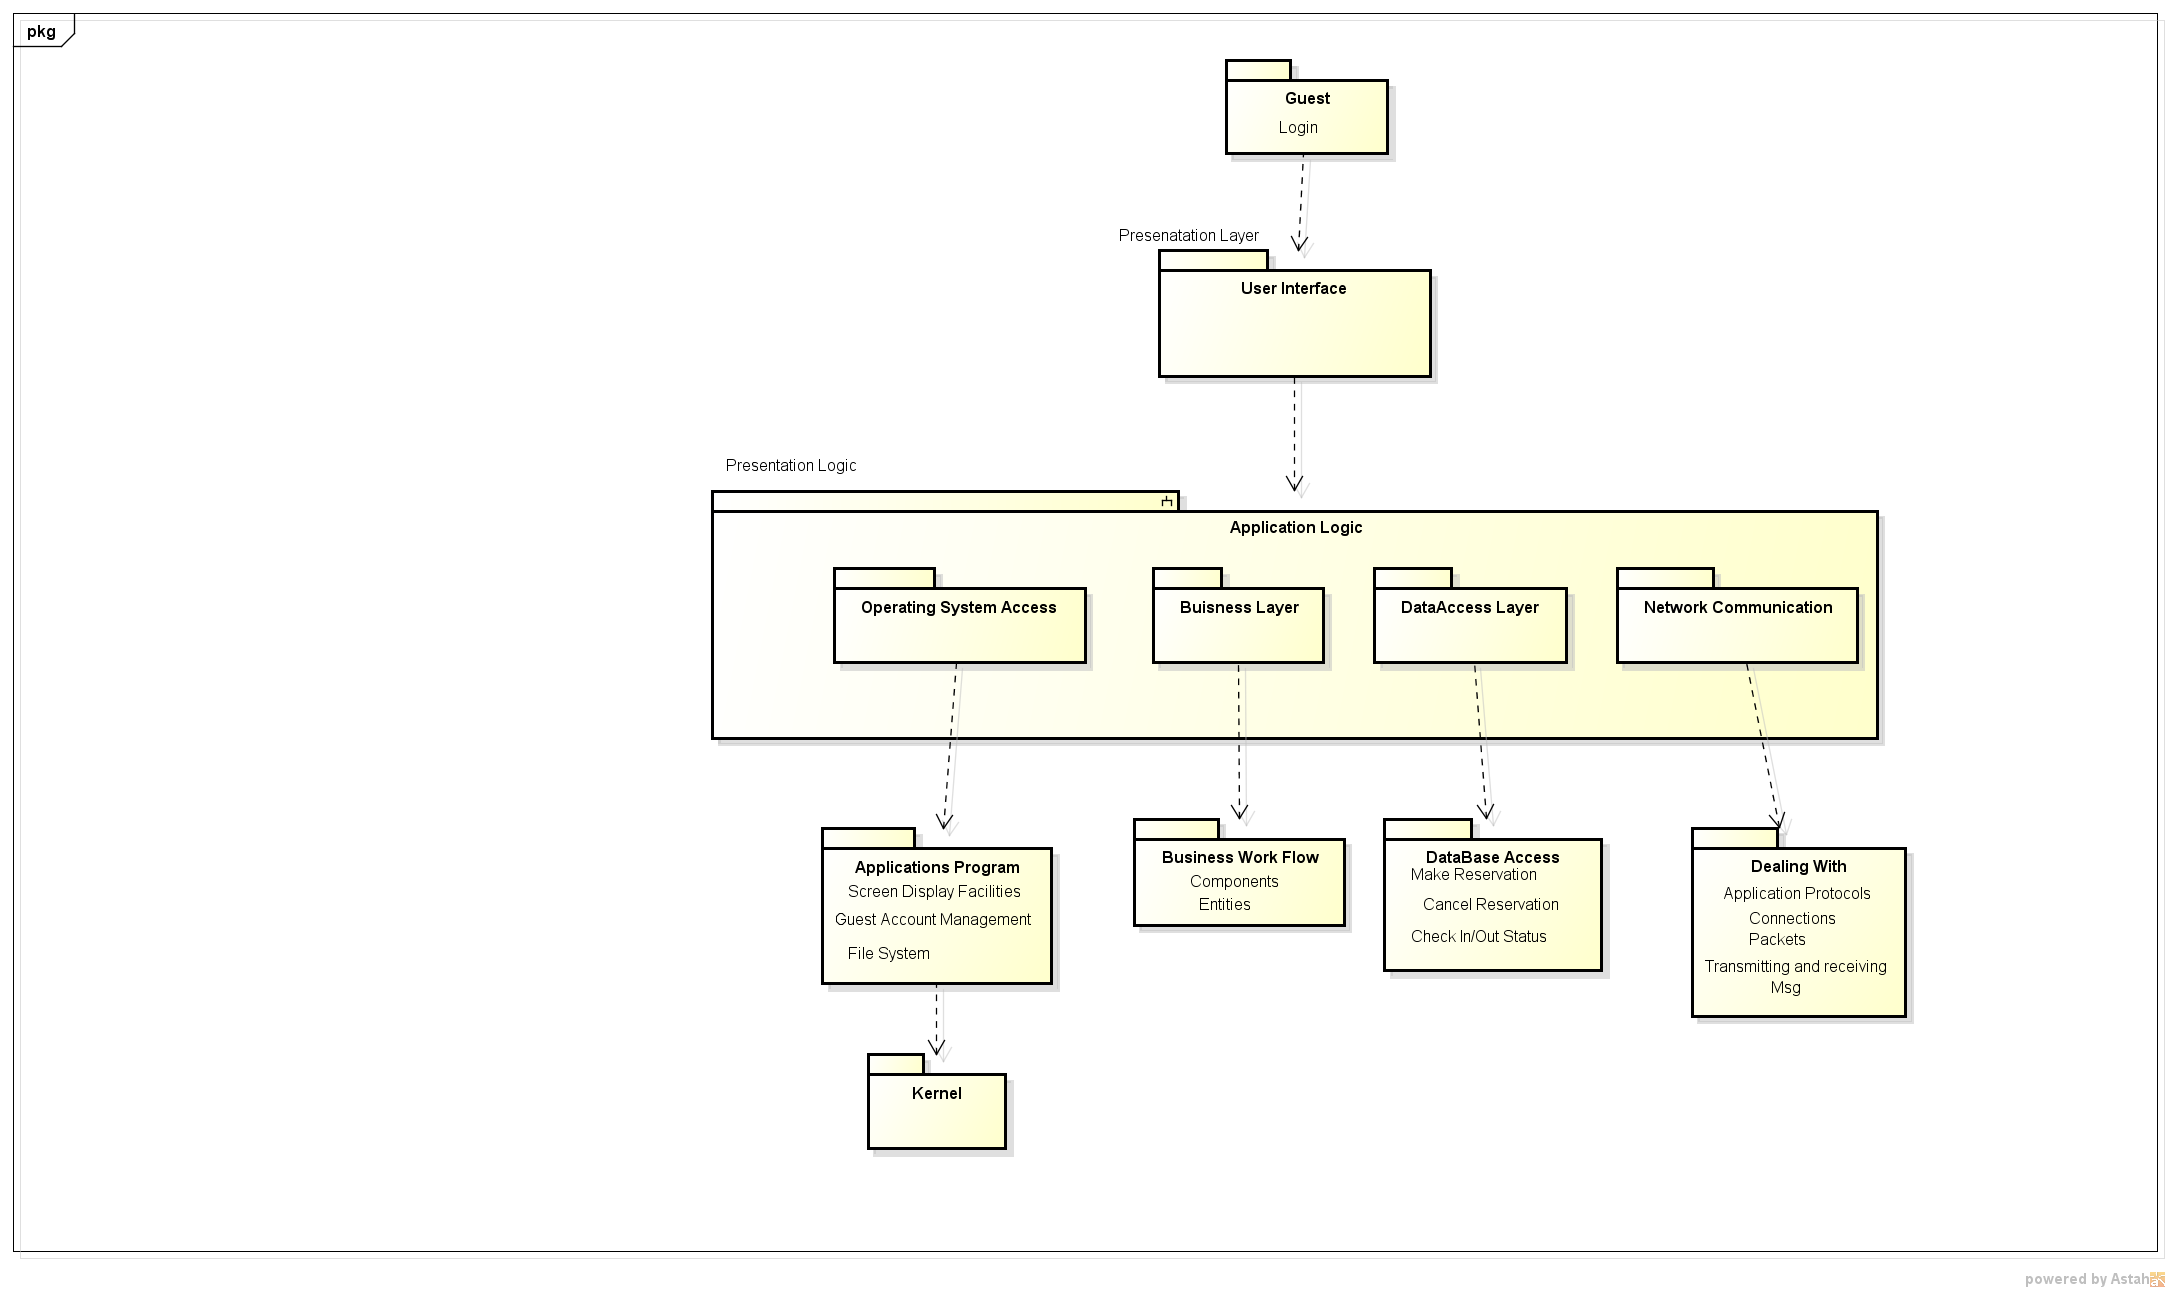 pkg
Guest
Login
Presenatation Layer
User Interface
Presentation Logic
Application Logic
Operating System Access
Buisness Layer
DataAccess Layer
Network Communication
Applications Program
Screen Display Facilities
Guest Account Management
File System
Business Work Flow
Components
Entities
DataBase Access
Make Reservation
Cancel Reservation
Check In/Out Status
Dealing With
Application Protocols
Connections
Packets
Transmitting and receiving
Msg
Kernel
powered by Astah